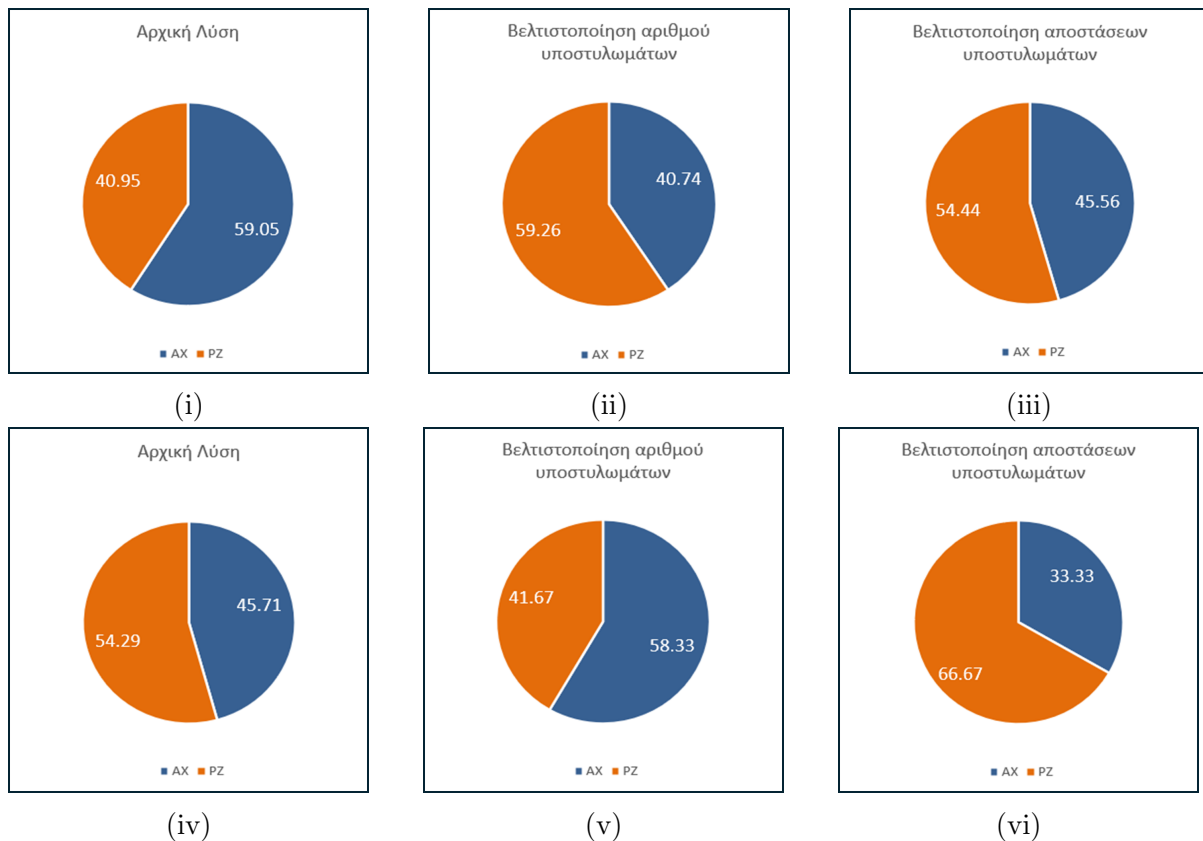 Αρχική Λύση
40.95
59.05
AX PZ
(i)
Βελτιστοποίηση αριθμού
υποστυλωμάτων
40.74
59.26
AX PZ
(ii)
Βελτιστοποίηση αποστάσεων
υποστυλωμάτων
54.44
45.56
AX PZ
(iii)
Αρχική Λύση
45.71
54.29
AX PZ
(iv)
Βελτιστοποίηση αριθμού
υποστυλωμάτων
41.67
58.33
AX PZ
(v)
Βελτιστοποίηση αποστάσεων
υποστυλωμάτων
33.33
66.67
AX PZ
(vi)